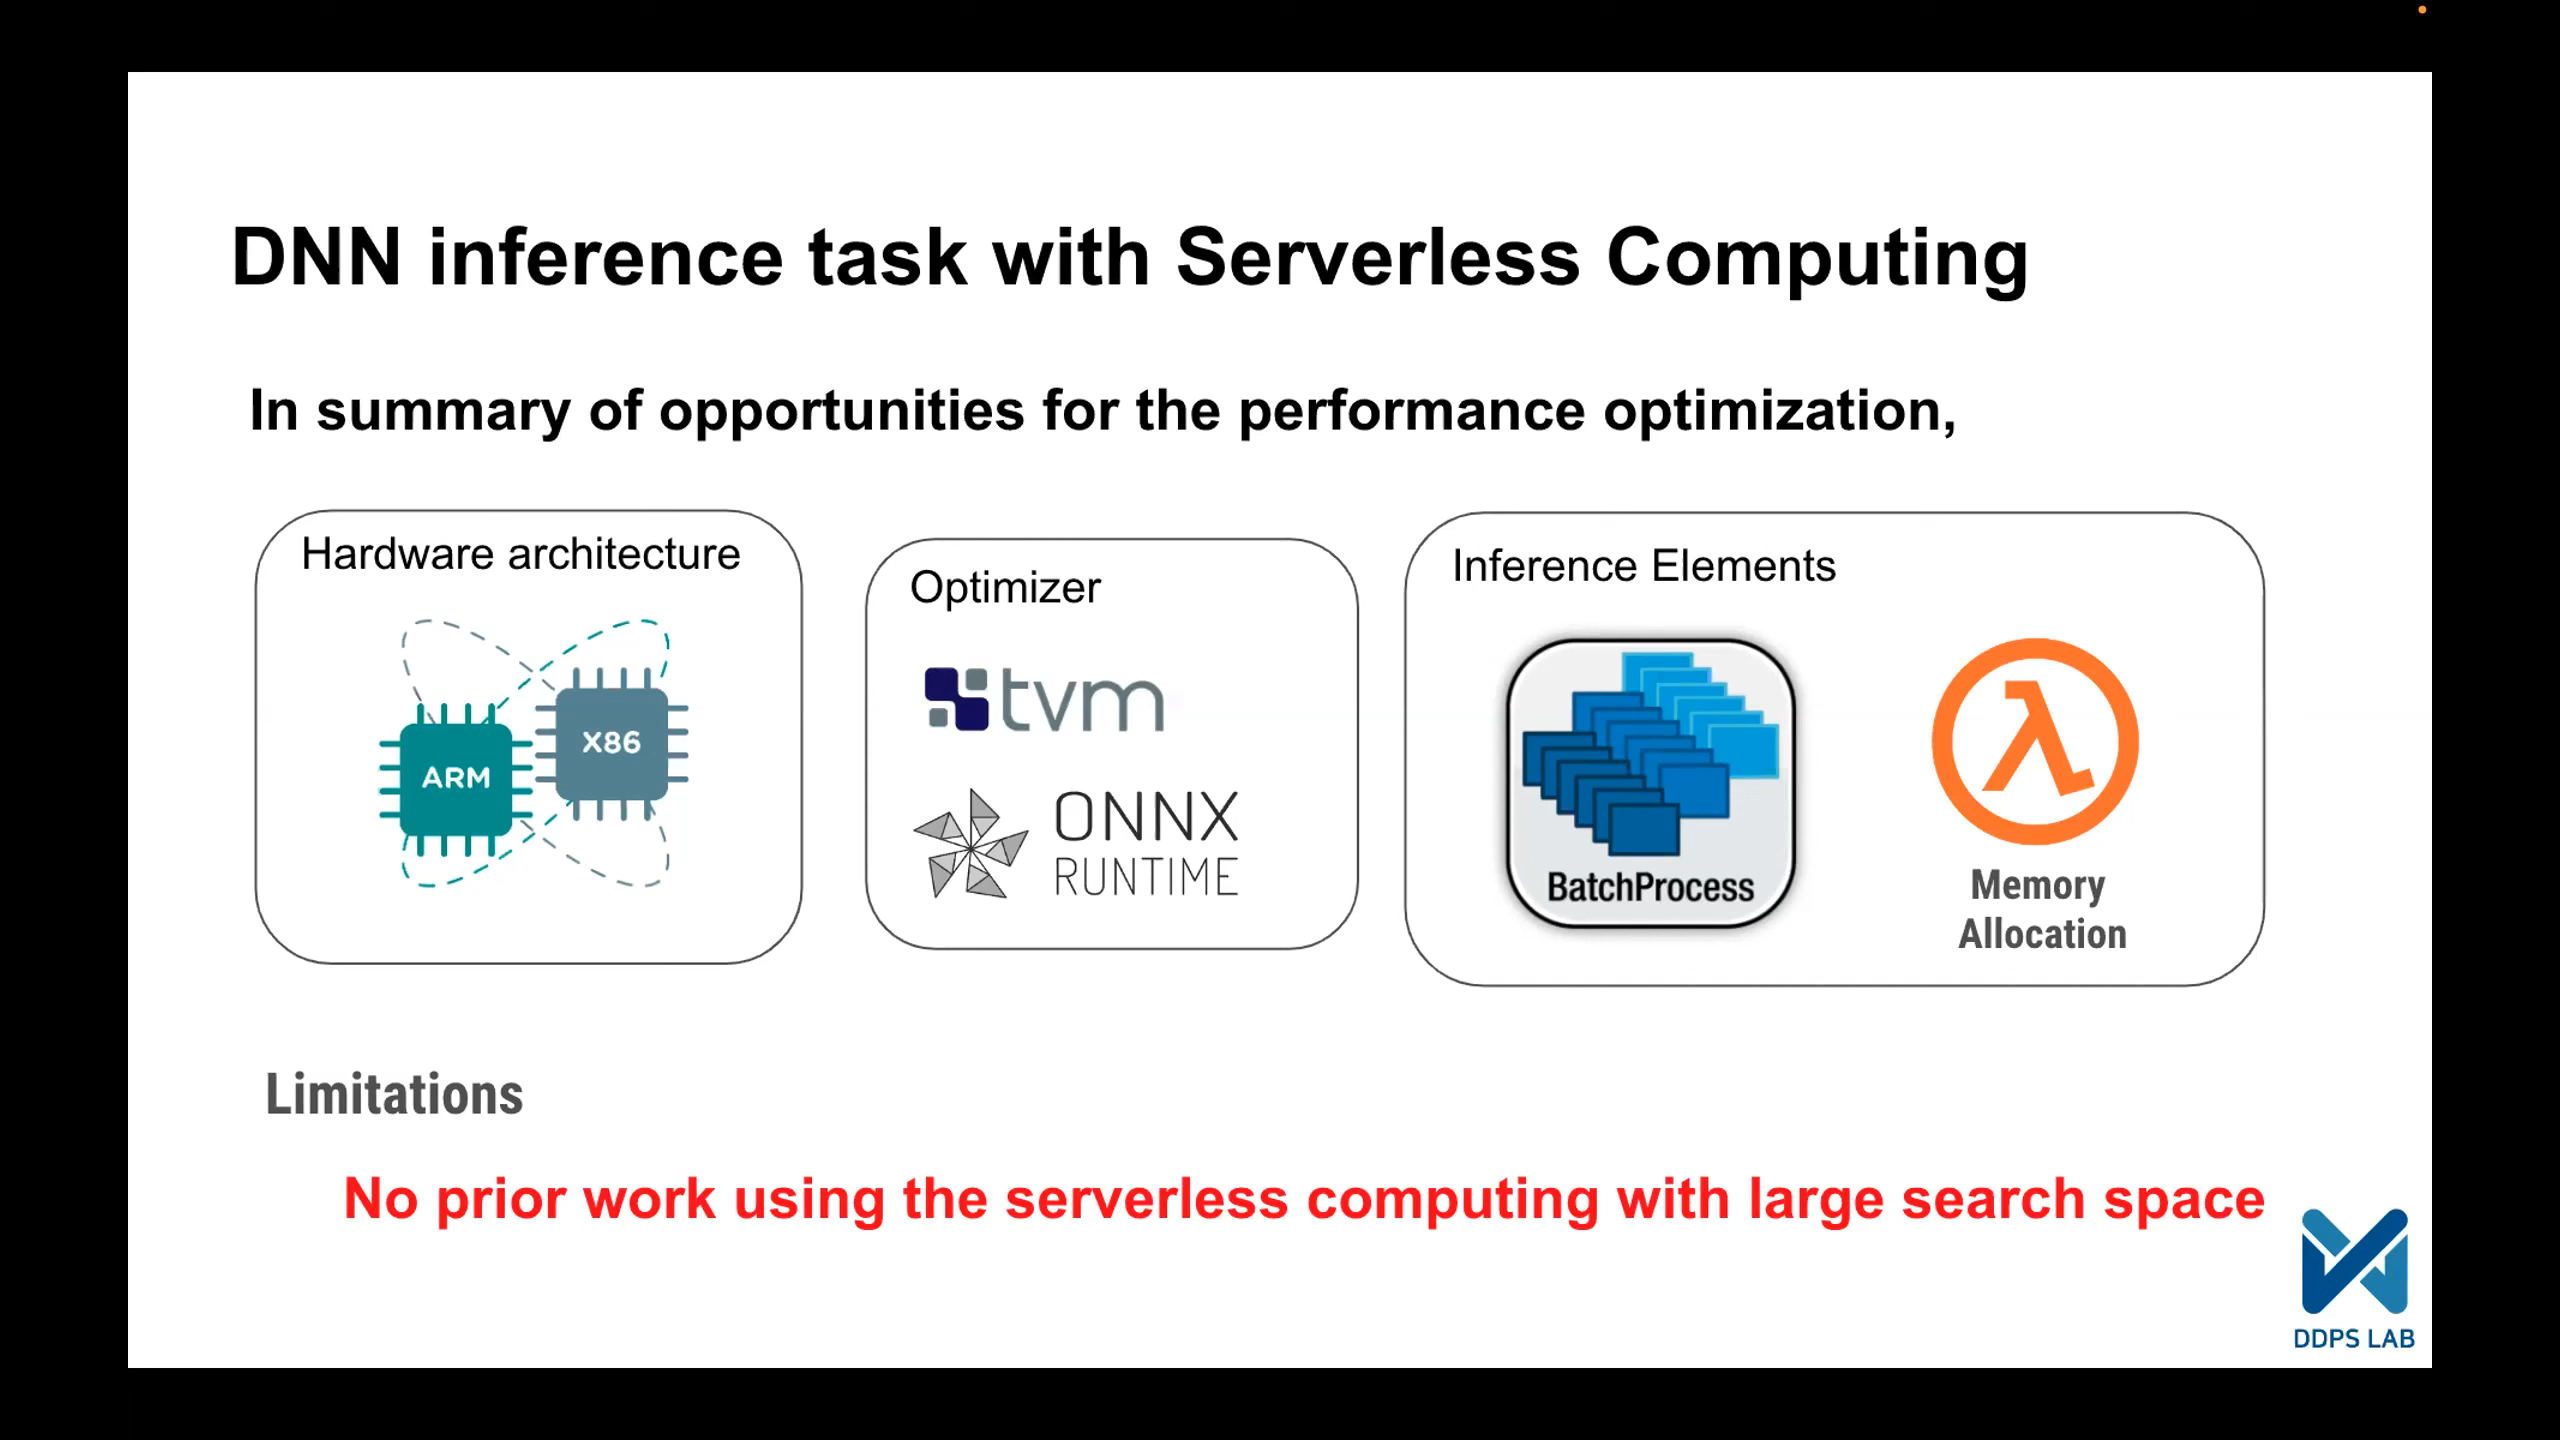 DNN inference task with Serverless Computing
In summary of opportunities for the performance optimization,
Hardware architecture
ARM
X86
Optimizer
tvm
ONNX
RUNTIME
Inference Elements
BatchProcess
Memory
Allocation
Limitations
No prior work using the serverless computing with large search space
DDPS LAB